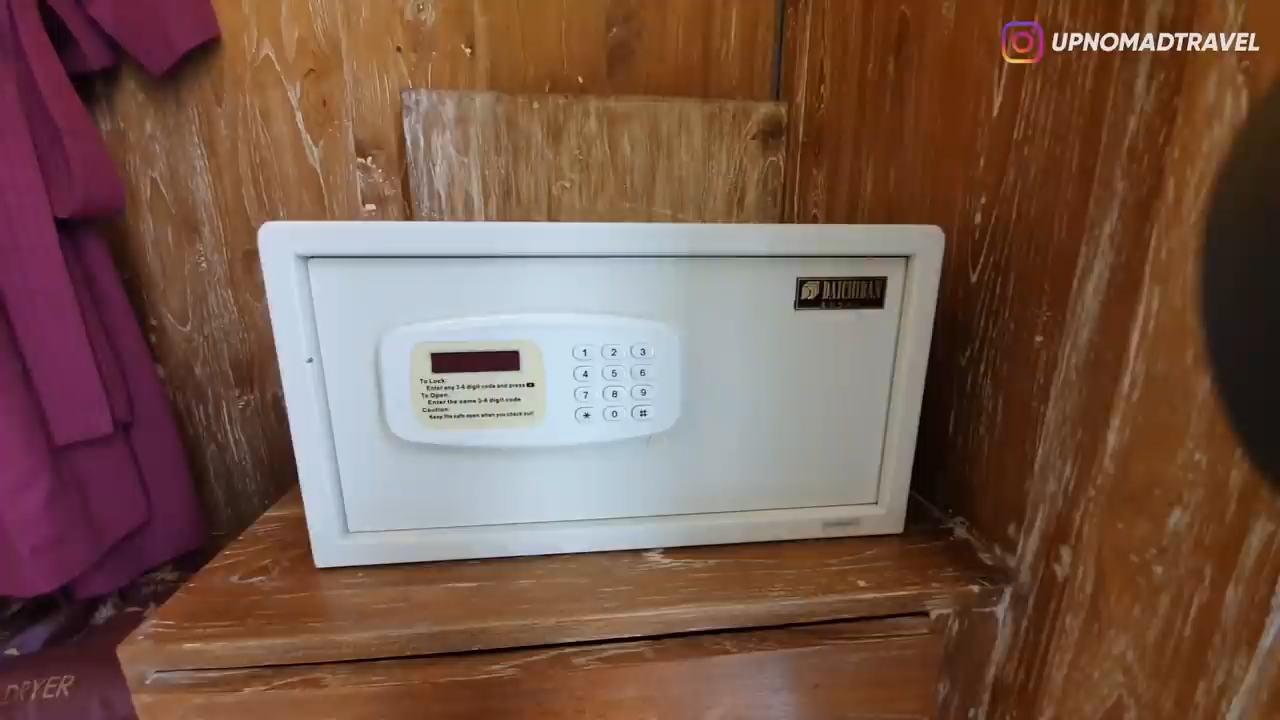 UPNOMADTRAVEL
DAICHIBAN
To Lock:
Enter any 3-6 digit code and press
To Open:
Enter the same 3-6 digit code
Caution:
Keep the safe open when you check out
1 2 3
4 5 6
7 8 9
* 0 #
DRYER